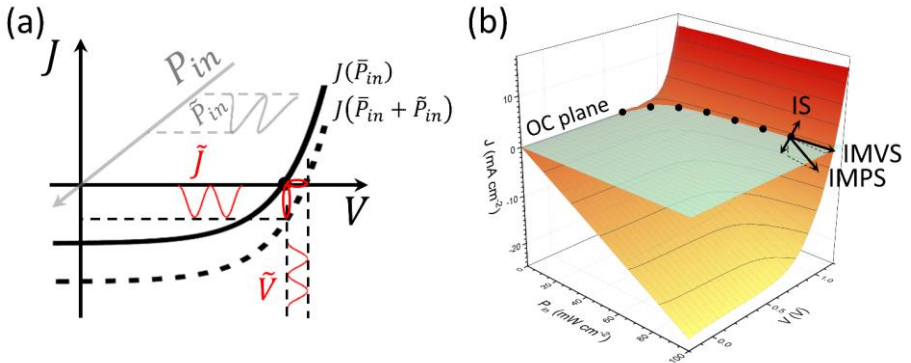 (a)
J
P_in
P̃_in
J̃
Ṽ
V
J(P̄_in)
J(P̄_in + P̃_in)
(b)
OC plane
IS
IMVS
IMPS
J (mA cm⁻²)
10
0
-10
-20
0
20
40
60
80
100
P_in (mW cm⁻²)
0.0
0.5
1.0
V (V)